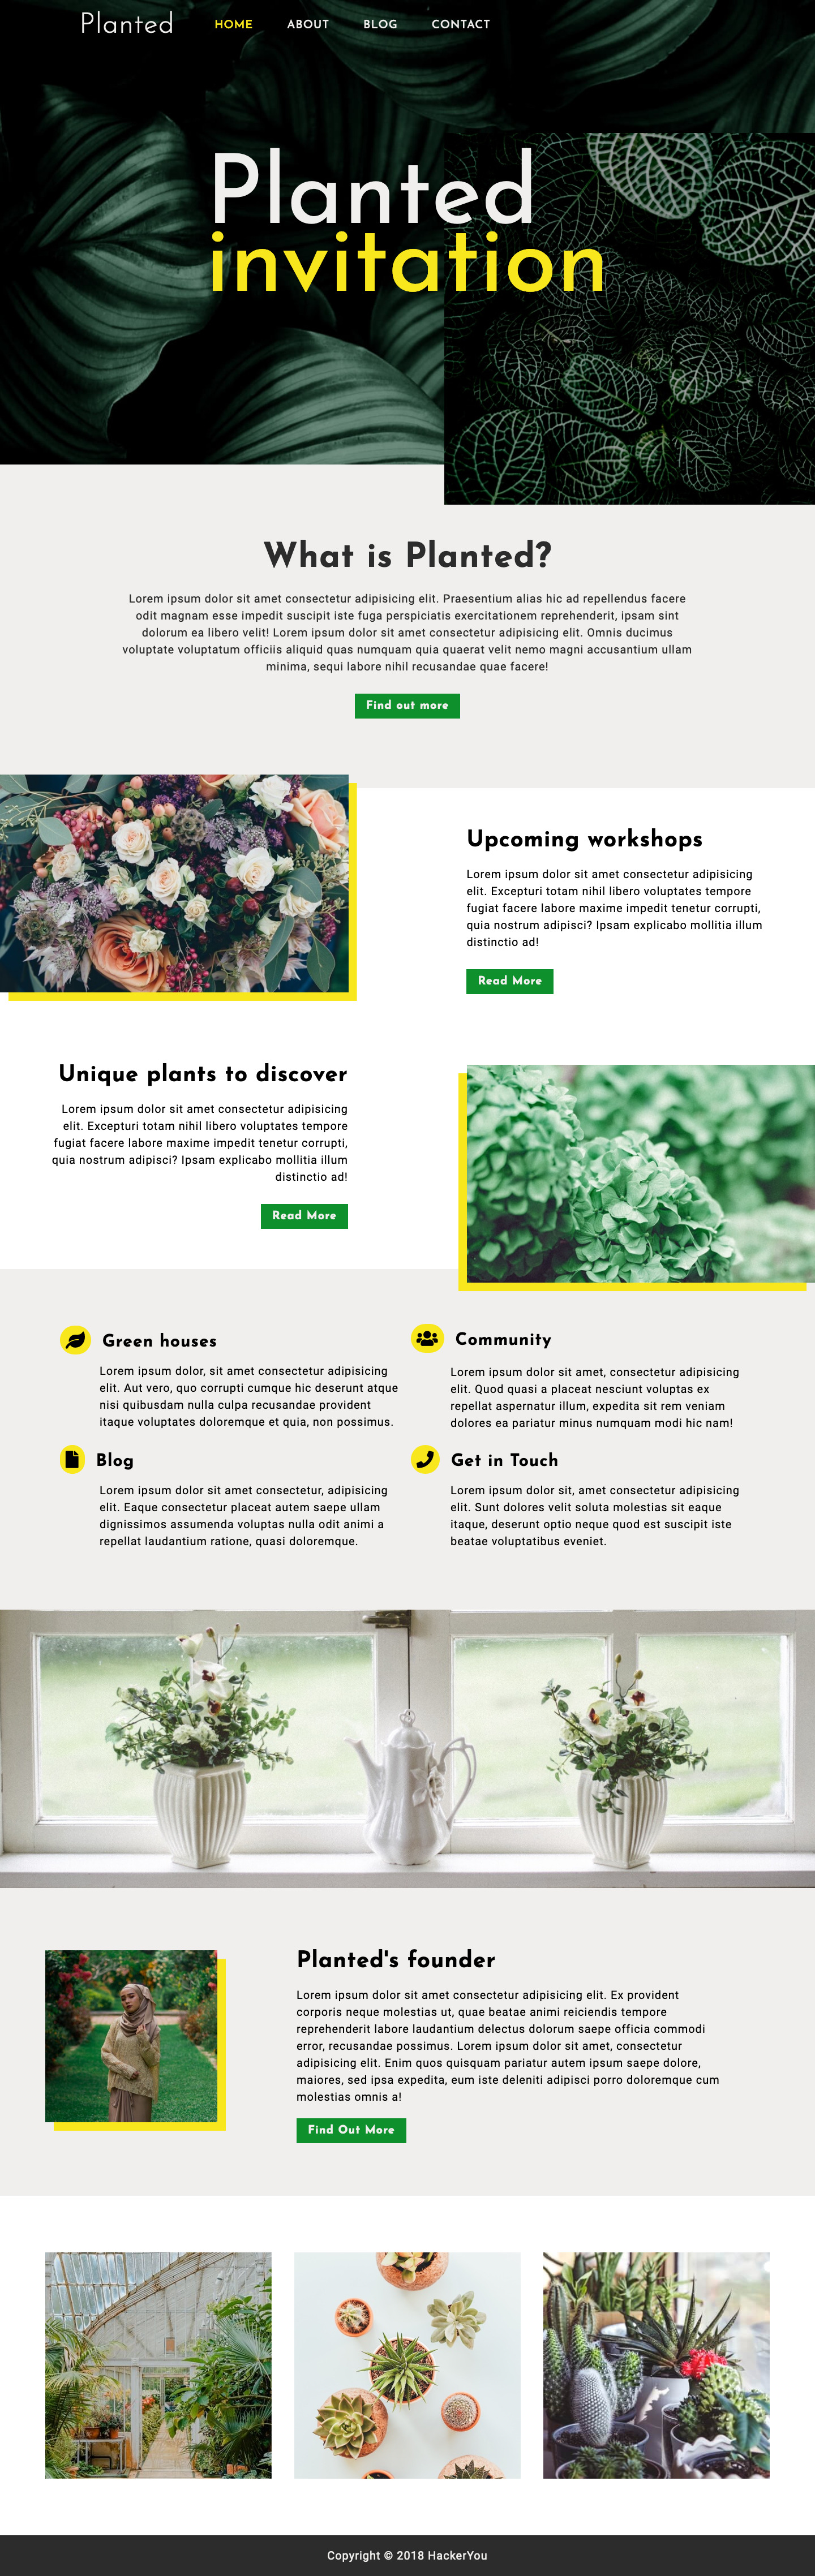 Planted
HOME ABOUT BLOG CONTACT
Planted
invitation
What is Planted?
Lorem ipsum dolor sit amet consectetur adipisicing elit. Praesentium alias hic ad repellendus facere
odit magnam esse impedit suscipit iste fuga perspiciatis exercitationem reprehenderit, ipsam sint
dolorum ea libero velit! Lorem ipsum dolor sit amet consectetur adipisicing elit. Omnis ducimus
voluptate voluptatum officiis aliquid quas numquam quia quaerat velit nemo magni accusantium ullam
minima, sequi labore nihil recusandae quae facere!
Find out more
Upcoming workshops
Lorem ipsum dolor sit amet consectetur adipisicing
elit. Excepturi totam nihil libero voluptates tempore
fugiat facere labore maxime impedit tenetur corrupti,
quia nostrum adipisci? Ipsam explicabo mollitia illum
distinctio ad!
Read More
Unique plants to discover
Lorem ipsum dolor sit amet consectetur adipisicing
elit. Excepturi totam nihil libero voluptates tempore
fugiat facere labore maxime impedit tenetur corrupti,
quia nostrum adipisci? Ipsam explicabo mollitia illum
distinctio ad!
Read More
Green houses
Lorem ipsum dolor, sit amet consectetur adipisicing
elit. Aut vero, quo corrupti cumque hic deserunt atque
nisi quibusdam nulla culpa recusandae provident
itaque voluptates doloremque et quia, non possimus.
Community
Lorem ipsum dolor sit amet, consectetur adipisicing
elit. Quod quasi a placeat nesciunt voluptas ex
repellat aspernatur illum, expedita sit rem veniam
dolores ea pariatur minus numquam modi hic nam!
Blog
Lorem ipsum dolor sit amet consectetur, adipisicing
elit. Eaque consectetur placeat autem saepe ullam
dignissimos assumenda voluptas nulla odit animi a
repellat laudantium ratione, quasi doloremque.
Get in Touch
Lorem ipsum dolor sit, amet consectetur adipisicing
elit. Sunt dolores velit soluta molestias sit eaque
itaque, deserunt optio neque quod est suscipit iste
beatae voluptatibus eveniet.
Planted's founder
Lorem ipsum dolor sit amet consectetur adipisicing elit. Ex provident
corporis neque molestias ut, quae beatae animi reiciendis tempore
reprehenderit labore laudantium delectus dolorum saepe officia commodi
error, recusandae possimus. Lorem ipsum dolor sit amet, consectetur
adipisicing elit. Enim quos quisquam pariatur autem ipsum saepe dolore,
maiores, sed ipsa expedita, eum iste deleniti adipisci porro doloremque cum
molestias omnis a!
Find Out More
Copyright © 2018 HackerYou